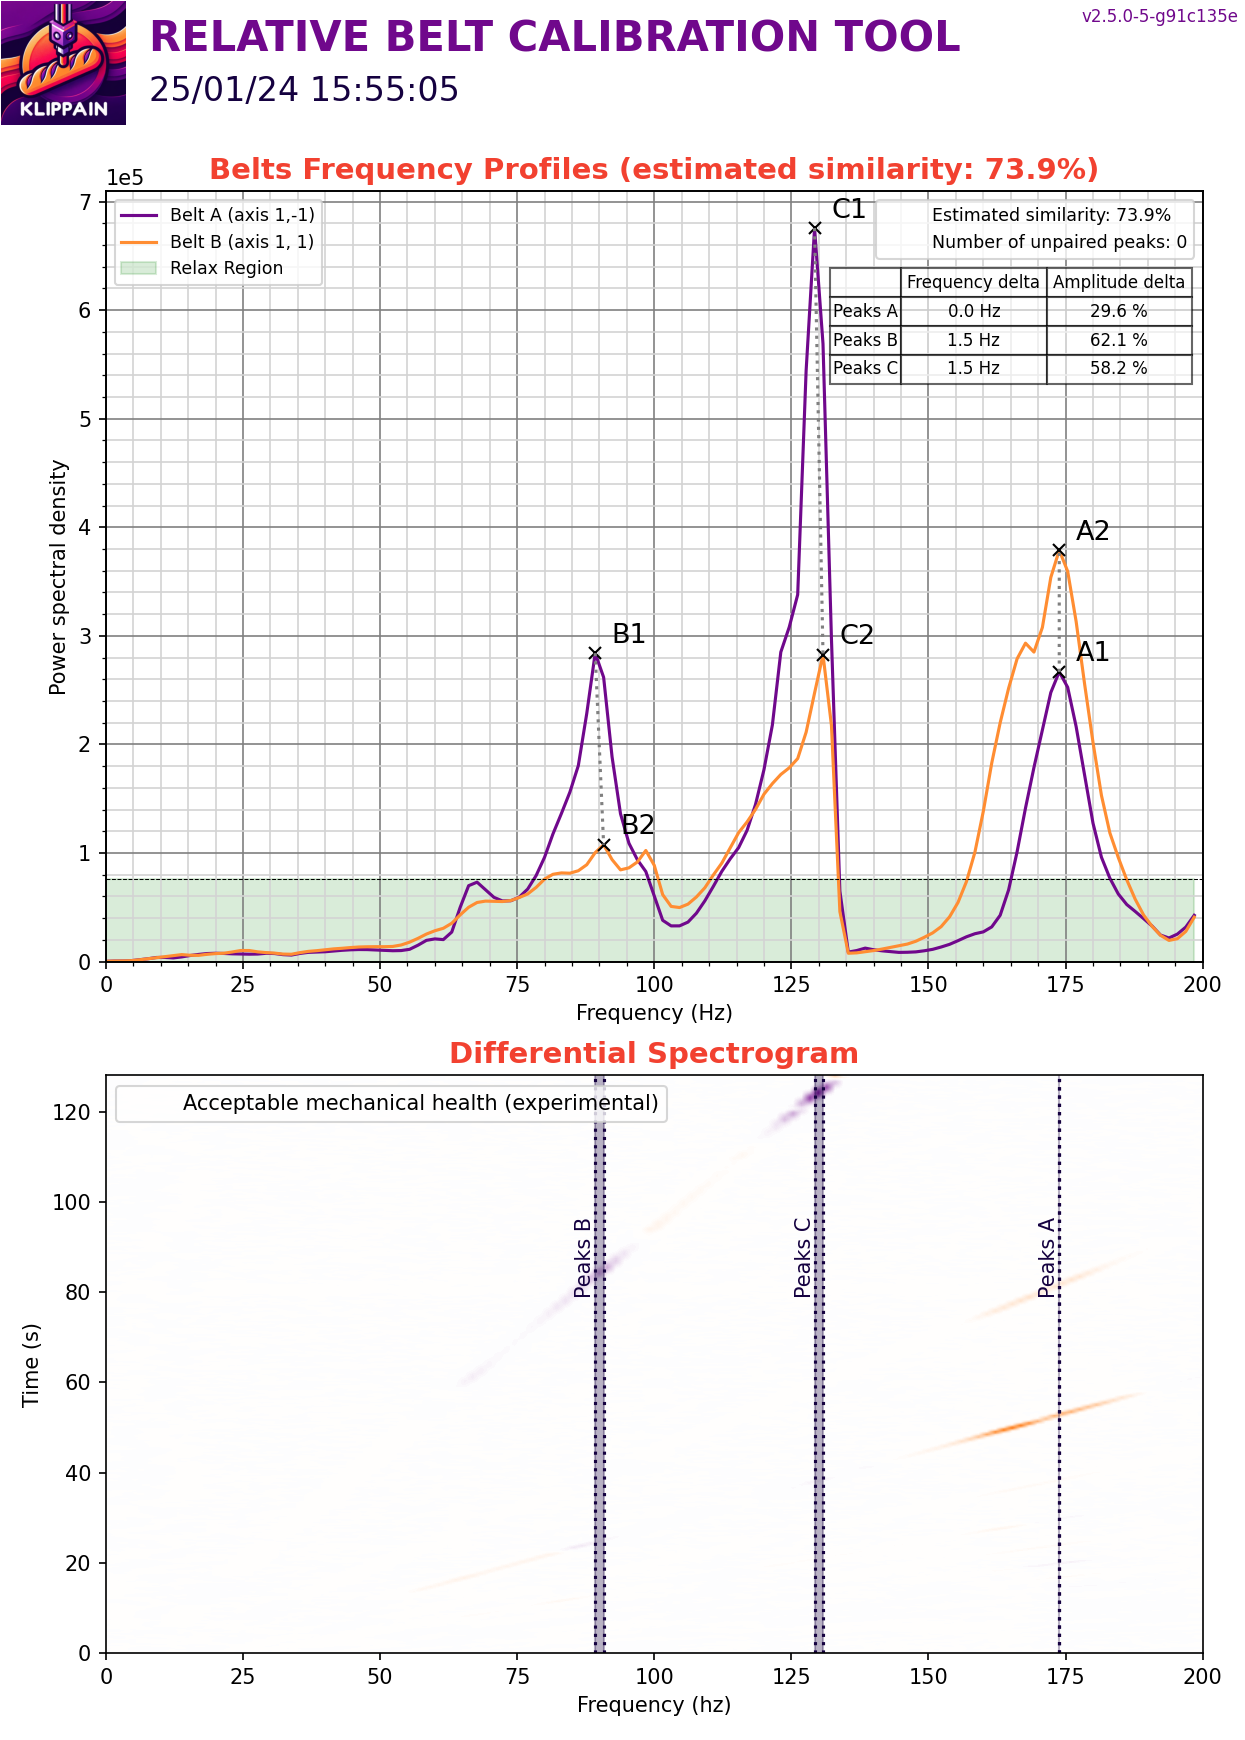 KLIPPAIN
RELATIVE BELT CALIBRATION TOOL
25/01/24 15:55:05
v2.5.0-5-g91c135e
Belts Frequency Profiles (estimated similarity: 73.9%)
1e5
Belt A (axis 1,-1)
Belt B (axis 1, 1)
Relax Region
Estimated similarity: 73.9%
Number of unpaired peaks: 0
Frequency delta Amplitude delta
Peaks A 0.0 Hz 29.6 %
Peaks B 1.5 Hz 62.1 %
Peaks C 1.5 Hz 58.2 %
C1
A2
B1
C2
A1
B2
Power spectral density
7
6
5
4
3
2
1
0
0 25 50 75 100 125 150 175 200
Frequency (Hz)
Differential Spectrogram
Acceptable mechanical health (experimental)
Peaks B
Peaks C
Peaks A
Time (s)
120
100
80
60
40
20
0
0 25 50 75 100 125 150 175 200
Frequency (hz)